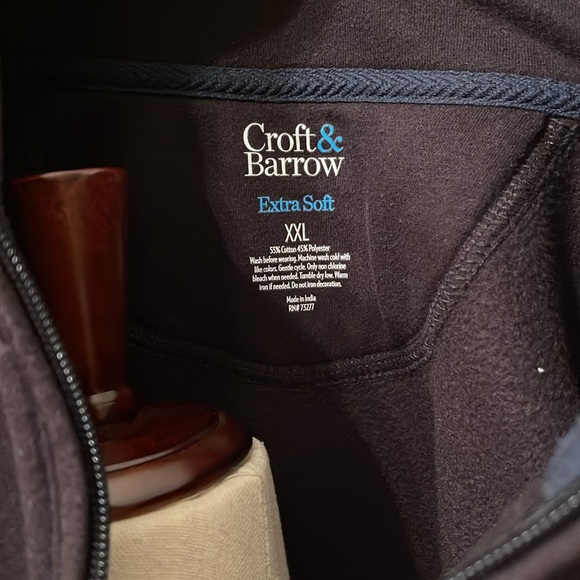 Croft&
Barrow
Extra Soft
XXL
55% Cotton 45% Polyester
Wash before wearing. Machine wash cold with
like colors. Gentle cycle. Only non chlorine
bleach when needed. Tumble dry low. Warm
iron if needed. Do not iron decoration.
Made in India
RN# 73277